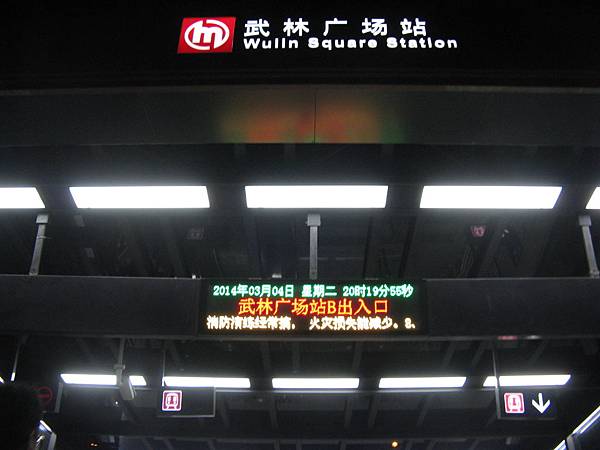 武林广场站
Wulin Square Station
2014年03月04日 星期二 20时19分55秒
武林广场站B出入口
消防演练经常搞, 火灾损失能减少。8、